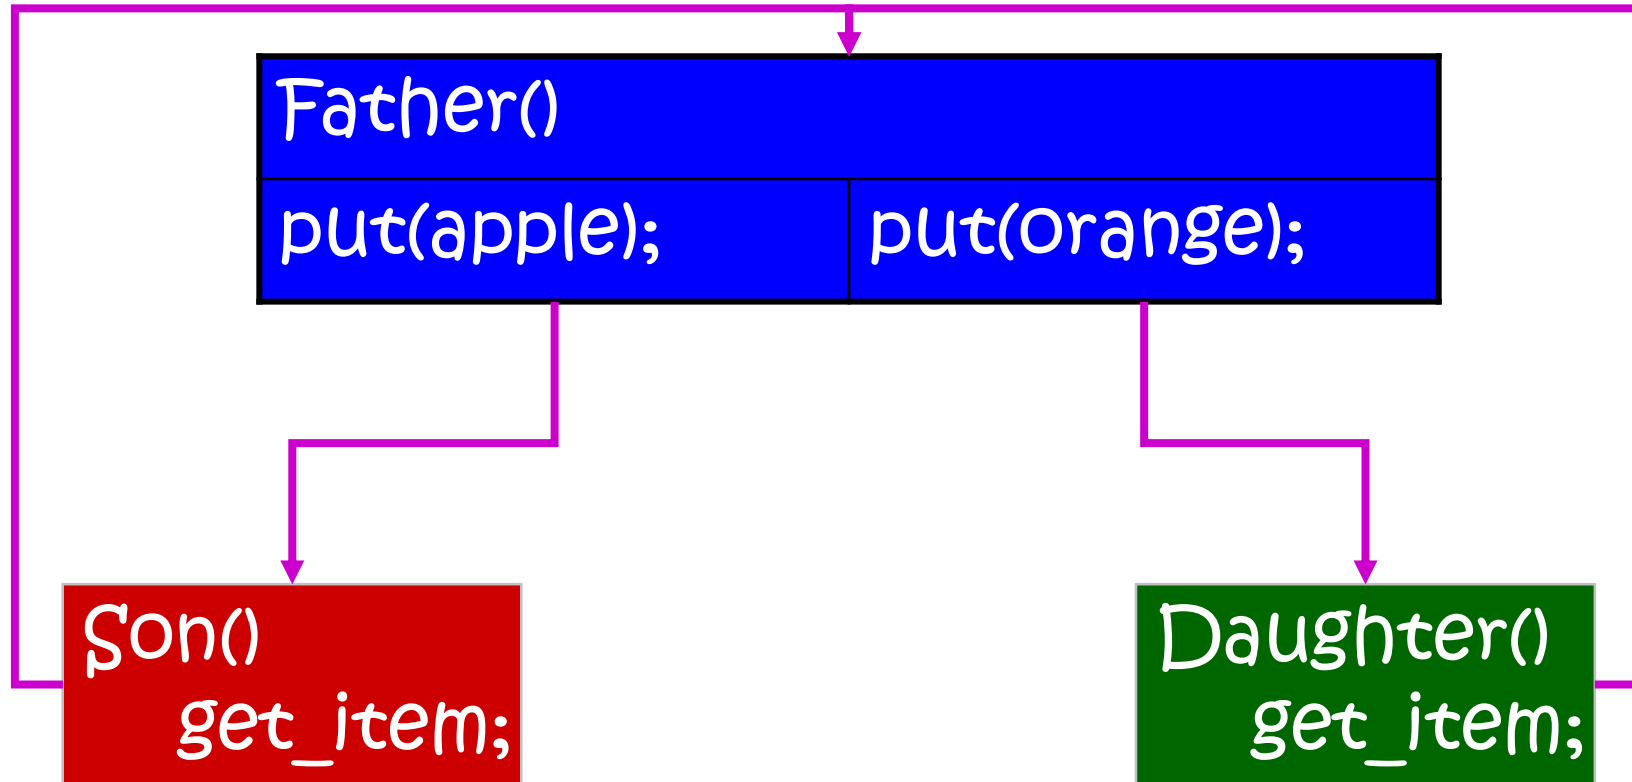 Father()
put(apple);
put(orange);
Son()
get_item;
Daughter()
get_item;